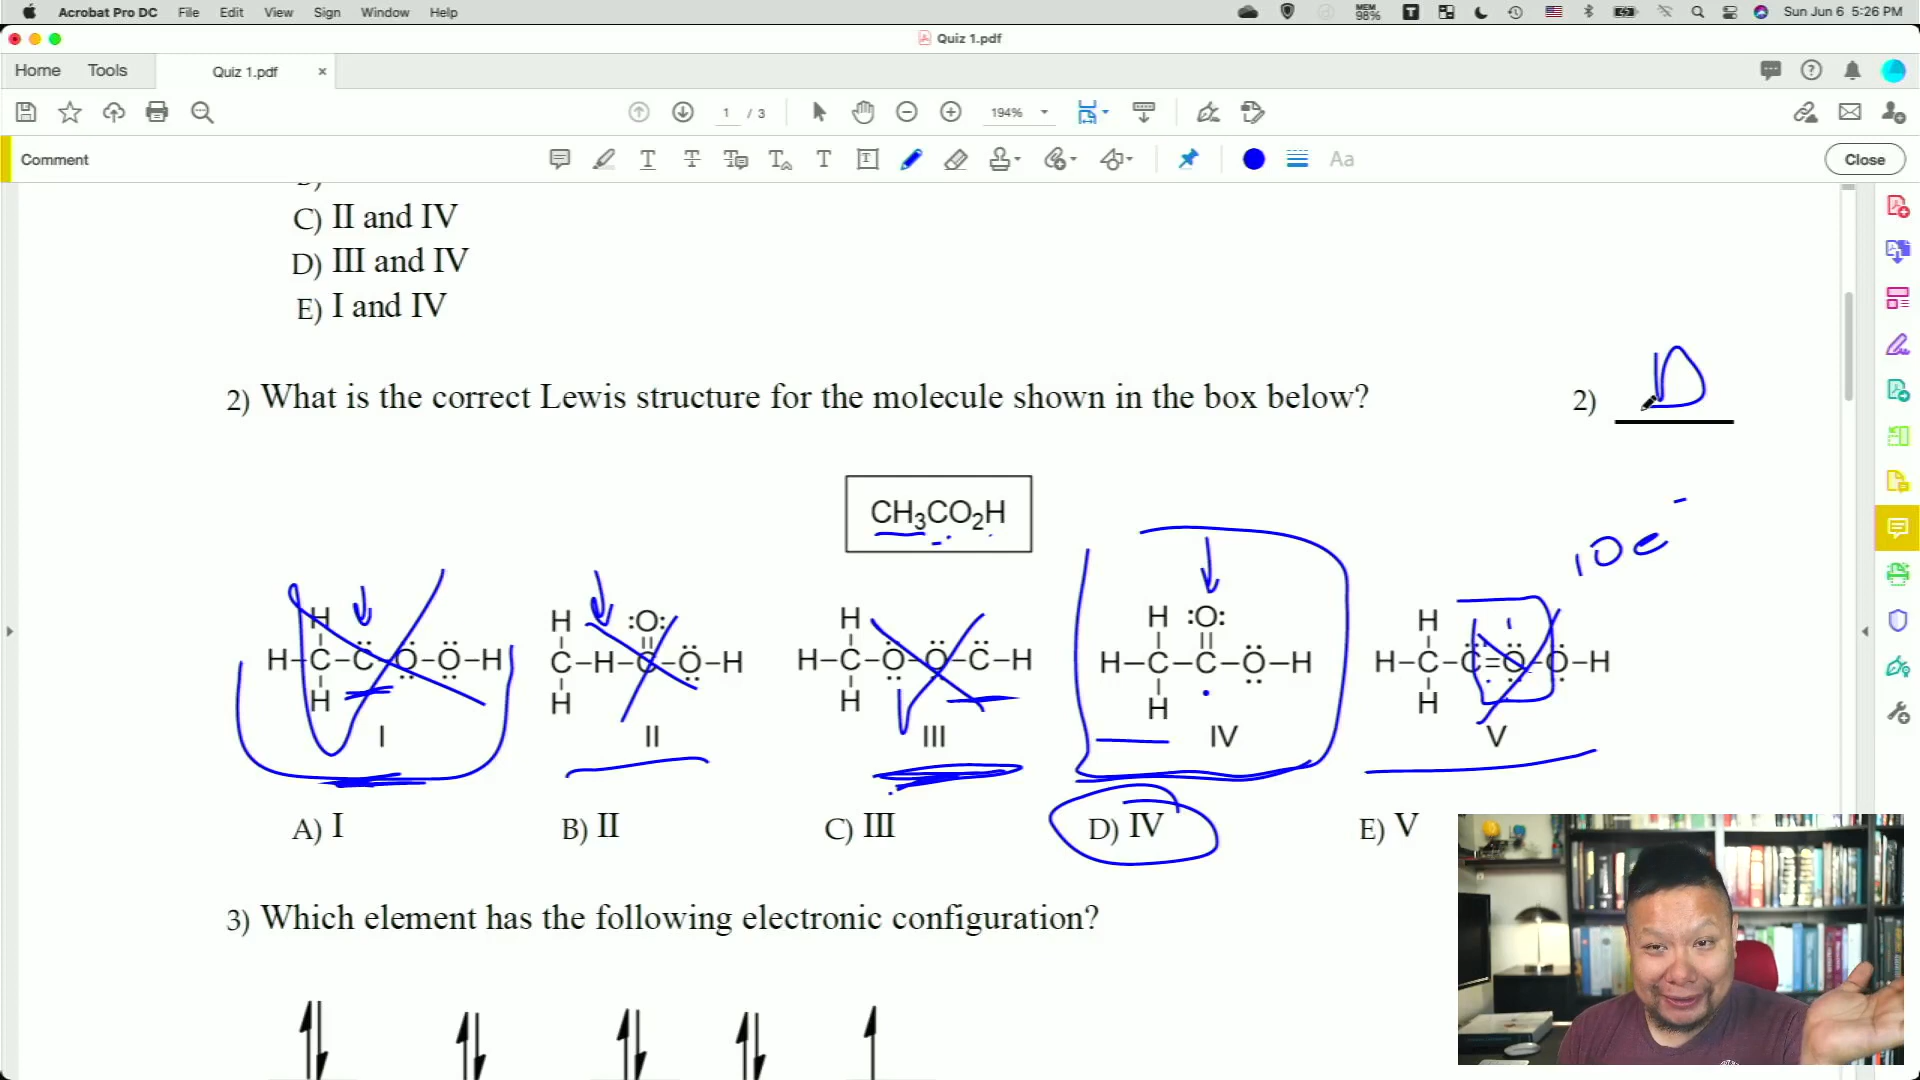 Acrobat Pro DC File Edit View Sign Window Help MEM 98% Sun Jun 6 5:26 PM
Quiz 1.pdf
Home Tools Quiz 1.pdf ×
1 / 3 194%
Comment T T T T T Aa Close
C) II and IV
D) III and IV
E) I and IV
2) What is the correct Lewis structure for the molecule shown in the box below? 2) D
CH₃CO₂H
10e⁻
H H :O: H H :O: H
H–C–C–O–O–H C–H–C–O–H H–C–O–O–C–H H–C–C–O–H H–C–C=O–O–H
H H H H H
I II III IV V
A) I B) II C) III D) IV E) V
3) Which element has the following electronic configuration?